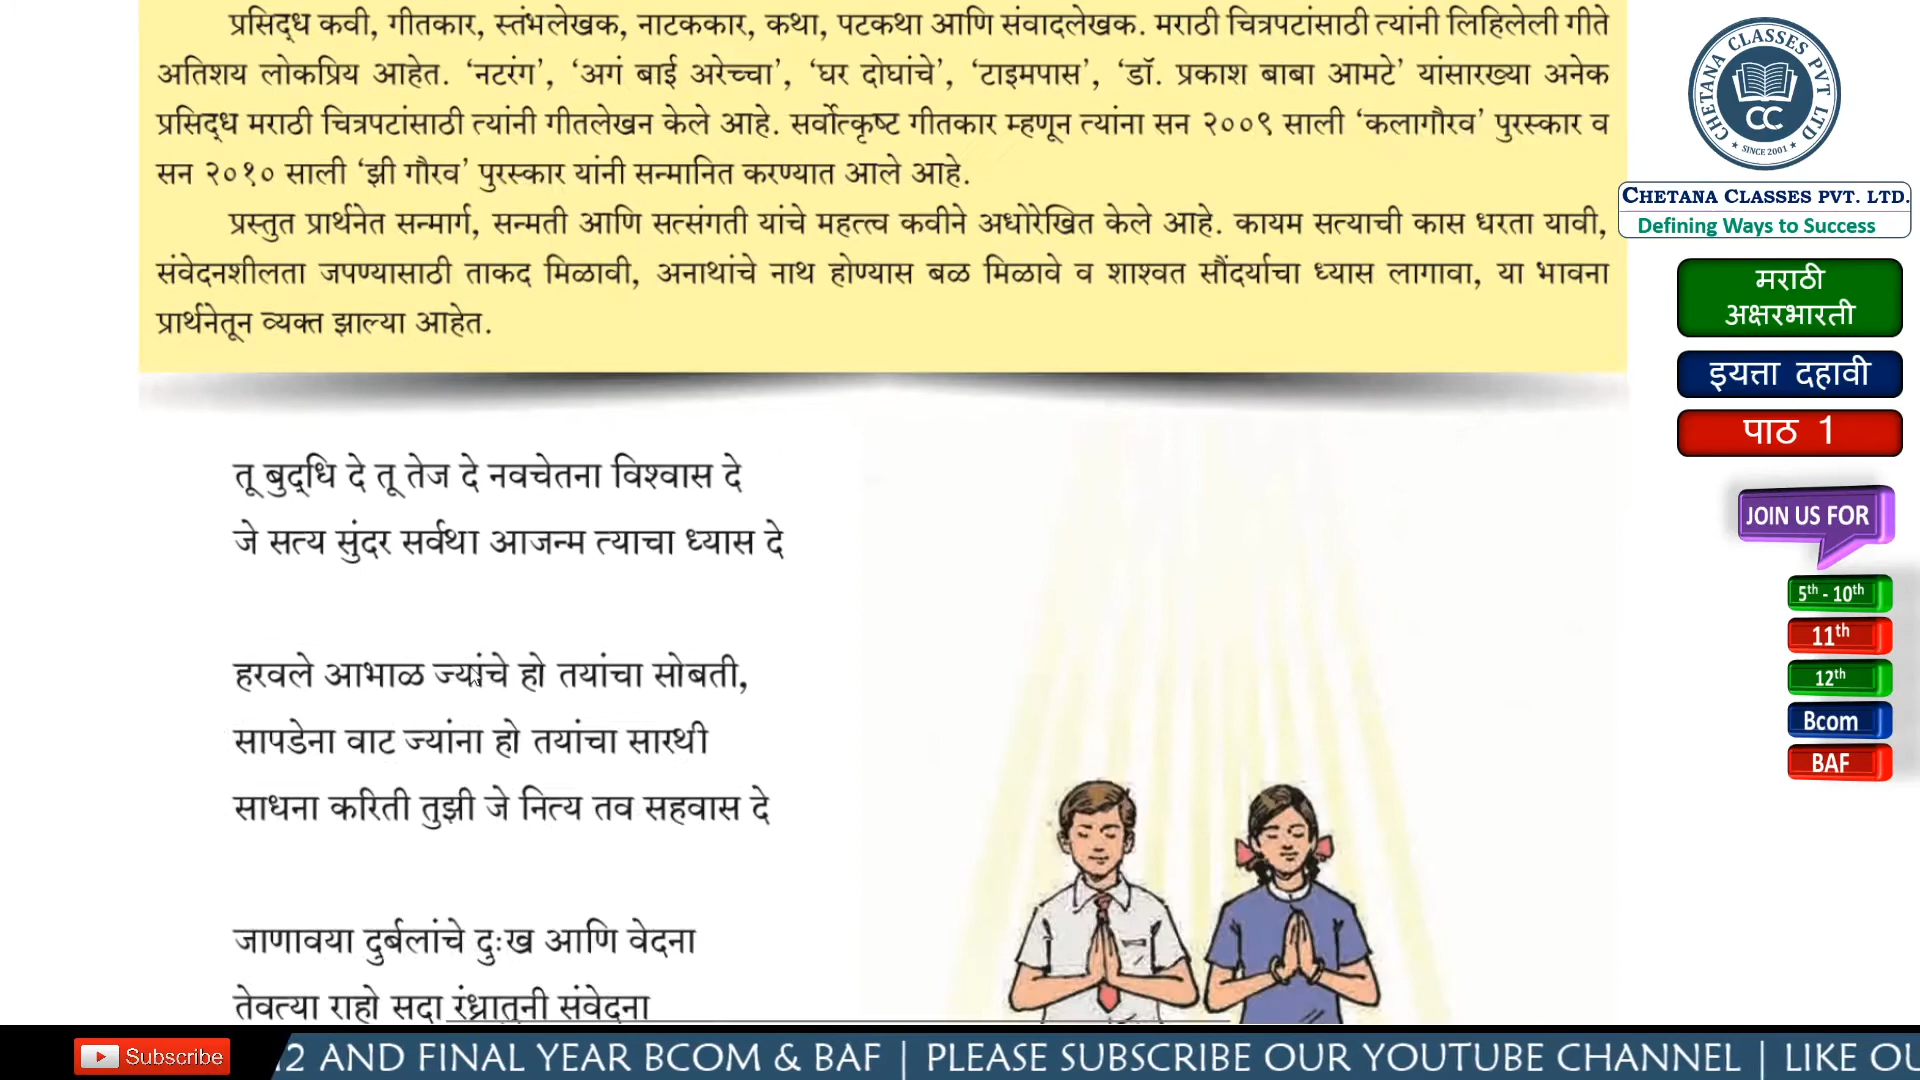 प्रसिद्ध कवी, गीतकार, स्तंभलेखक, नाटककार, कथा, पटकथा आणि संवादलेखक. मराठी चित्रपटांसाठी त्यांनी लिहिलेली गीते
अतिशय लोकप्रिय आहेत. ‘नटरंग’, ‘अगं बाई अरेच्चा’, ‘घर दोघांचे’, ‘टाइमपास’, ‘डॉ. प्रकाश बाबा आमटे’ यांसारख्या अनेक
प्रसिद्ध मराठी चित्रपटांसाठी त्यांनी गीतलेखन केले आहे. सर्वोत्कृष्ट गीतकार म्हणून त्यांना सन २००९ साली ‘कलागौरव’ पुरस्कार व
सन २०१० साली ‘झी गौरव’ पुरस्कार यांनी सन्मानित करण्यात आले आहे.
प्रस्तुत प्रार्थनेत सन्मार्ग, सन्मती आणि सत्संगती यांचे महत्त्व कवीने अधोरेखित केले आहे. कायम सत्याची कास धरता यावी,
संवेदनशीलता जपण्यासाठी ताकद मिळावी, अनाथांचे नाथ होण्यास बळ मिळावे व शाश्वत सौंदर्याचा ध्यास लागावा, या भावना
प्रार्थनेतून व्यक्त झाल्या आहेत.
तू बुद्धि दे तू तेज दे नवचेतना विश्वास दे
जे सत्य सुंदर सर्वथा आजन्म त्याचा ध्यास दे
हरवले आभाळ ज्यांचे हो तयांचा सोबती,
सापडेना वाट ज्यांना हो तयांचा सारथी
साधना करिती तुझी जे नित्य तव सहवास दे
जाणावया दुर्बलांचे दुःख आणि वेदना
तेवत्या राहो सदा रंध्रातुनी संवेदना
CHETANA CLASSES PVT LTD
CC
★ SINCE 2001 ★
CHETANA CLASSES PVT. LTD.
Defining Ways to Success
मराठी
अक्षरभारती
इयत्ता दहावी
पाठ 1
JOIN US FOR
5th - 10th
11th
12th
Bcom
BAF
Subscribe
12 AND FINAL YEAR BCOM & BAF | PLEASE SUBSCRIBE OUR YOUTUBE CHANNEL | LIKE OU